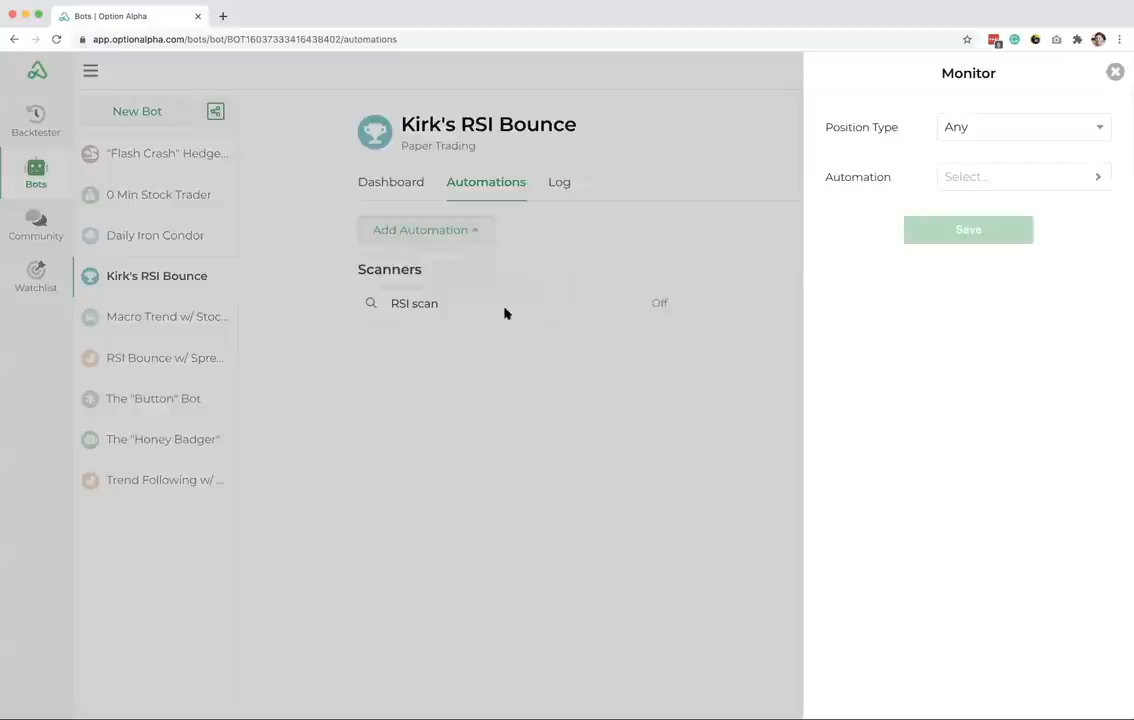 Bots | Option Alpha
app.optionalpha.com/bots/bot/BOT16037333416438402/automations
8
Backtester
Bots
Community
Watchlist
New Bot
"Flash Crash" Hedge...
0 Min Stock Trader
Daily Iron Condor
Kirk's RSI Bounce
Macro Trend w/ Stoc...
RSI Bounce w/ Spre...
The "Button" Bot
The "Honey Badger"
Trend Following w/ ...
Kirk's RSI Bounce
Paper Trading
Dashboard Automations Log
Add Automation
Scanners
RSI scan Off
Monitor
Position Type Any
Automation Select...
Save